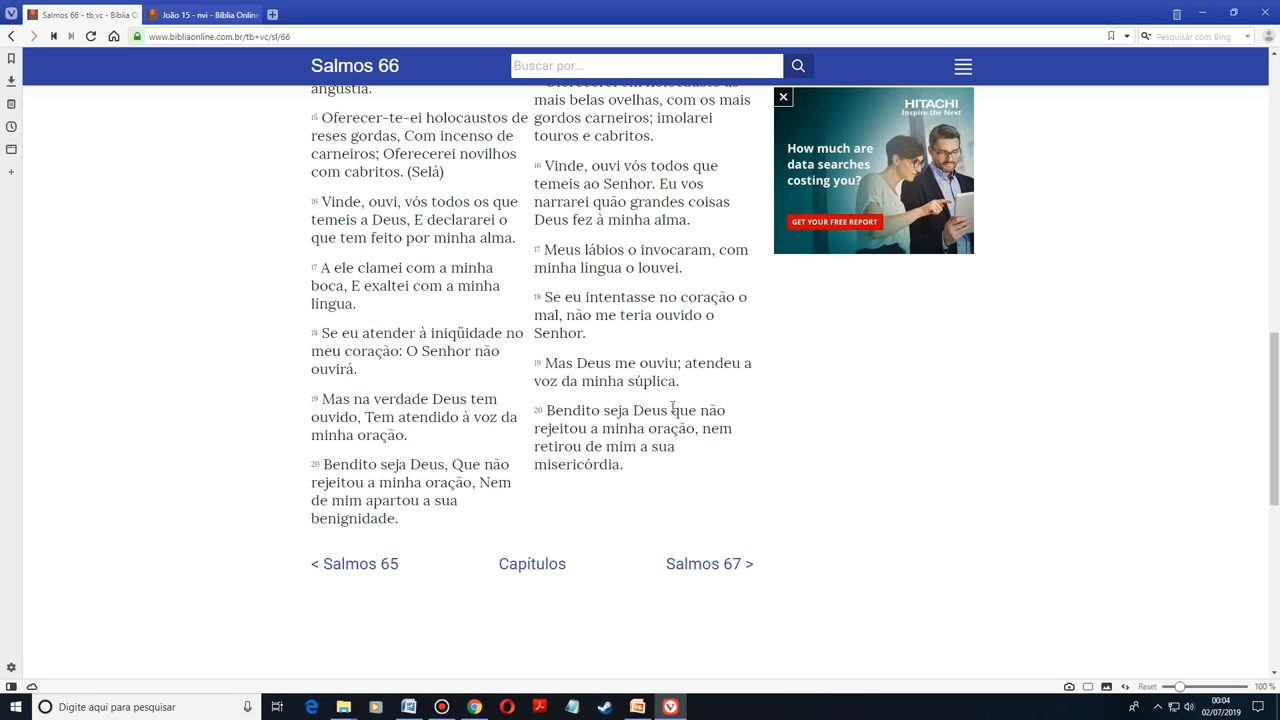 Salmos 66 - tb,vc - Bíblia O
João 15 - nvi - Bíblia Online
www.bibliaonline.com.br/tb+vc/sl/66
Pesquisar com Bing
Salmos 66
Buscar por...
angústia.
15 Oferecer-te-ei holocaustos de
reses gordas, Com incenso de
carneiros; Oferecerei novilhos
com cabritos. (Selá)
16 Vinde, ouvi, vós todos os que
temeis a Deus, E declararei o
que tem feito por minha alma.
17 A ele clamei com a minha
boca, E exaltei com a minha
língua.
18 Se eu atender à iniqüidade no
meu coração: O Senhor não
ouvirá.
19 Mas na verdade Deus tem
ouvido, Tem atendido à voz da
minha oração.
20 Bendito seja Deus, Que não
rejeitou a minha oração, Nem
de mim apartou a sua
benignidade.
mais belas ovelhas, com os mais
gordos carneiros; imolarei
touros e cabritos.
16 Vinde, ouvi vós todos que
temeis ao Senhor. Eu vos
narrarei quão grandes coisas
Deus fez à minha alma.
17 Meus lábios o invocaram, com
minha língua o louvei.
18 Se eu intentasse no coração o
mal, não me teria ouvido o
Senhor.
19 Mas Deus me ouviu; atendeu a
voz da minha súplica.
20 Bendito seja Deus que não
rejeitou a minha oração, nem
retirou de mim a sua
misericórdia.
HITACHI
Inspire the Next
How much are
data searches
costing you?
GET YOUR FREE REPORT
< Salmos 65
Capítulos
Salmos 67 >
Reset
100 %
Digite aqui para pesquisar
00:04
02/07/2019